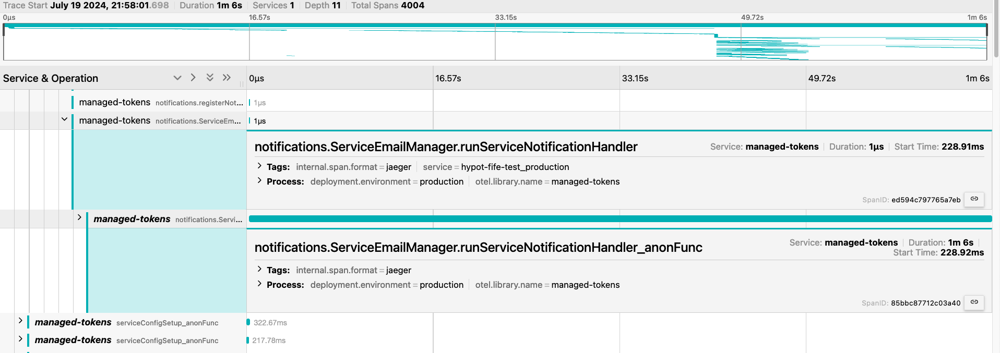 Trace Start July 19 2024, 21:58:01.698 Duration 1m 6s Services 1 Depth 11 Total Spans 4004
0μs 16.57s 33.15s 49.72s 1m 6s
Service & Operation 0μs 16.57s 33.15s 49.72s 1m 6s
managed-tokens notifications.registerNot... 1μs
managed-tokens notifications.ServiceEm... 1μs
notifications.ServiceEmailManager.runServiceNotificationHandler Service: managed-tokens Duration: 1μs Start Time: 228.91ms
Tags: internal.span.format = jaeger service = hypot-fife-test_production
Process: deployment.environment = production otel.library.name = managed-tokens
SpanID: ed594c797765a7eb
managed-tokens notifications.Servi...
notifications.ServiceEmailManager.runServiceNotificationHandler_anonFunc Service: managed-tokens Duration: 1m 6s
Start Time: 228.92ms
Tags: internal.span.format = jaeger
Process: deployment.environment = production otel.library.name = managed-tokens
SpanID: 85bbc87712c03a40
managed-tokens serviceConfigSetup_anonFunc 322.67ms
managed-tokens serviceConfigSetup_anonFunc 217.78ms